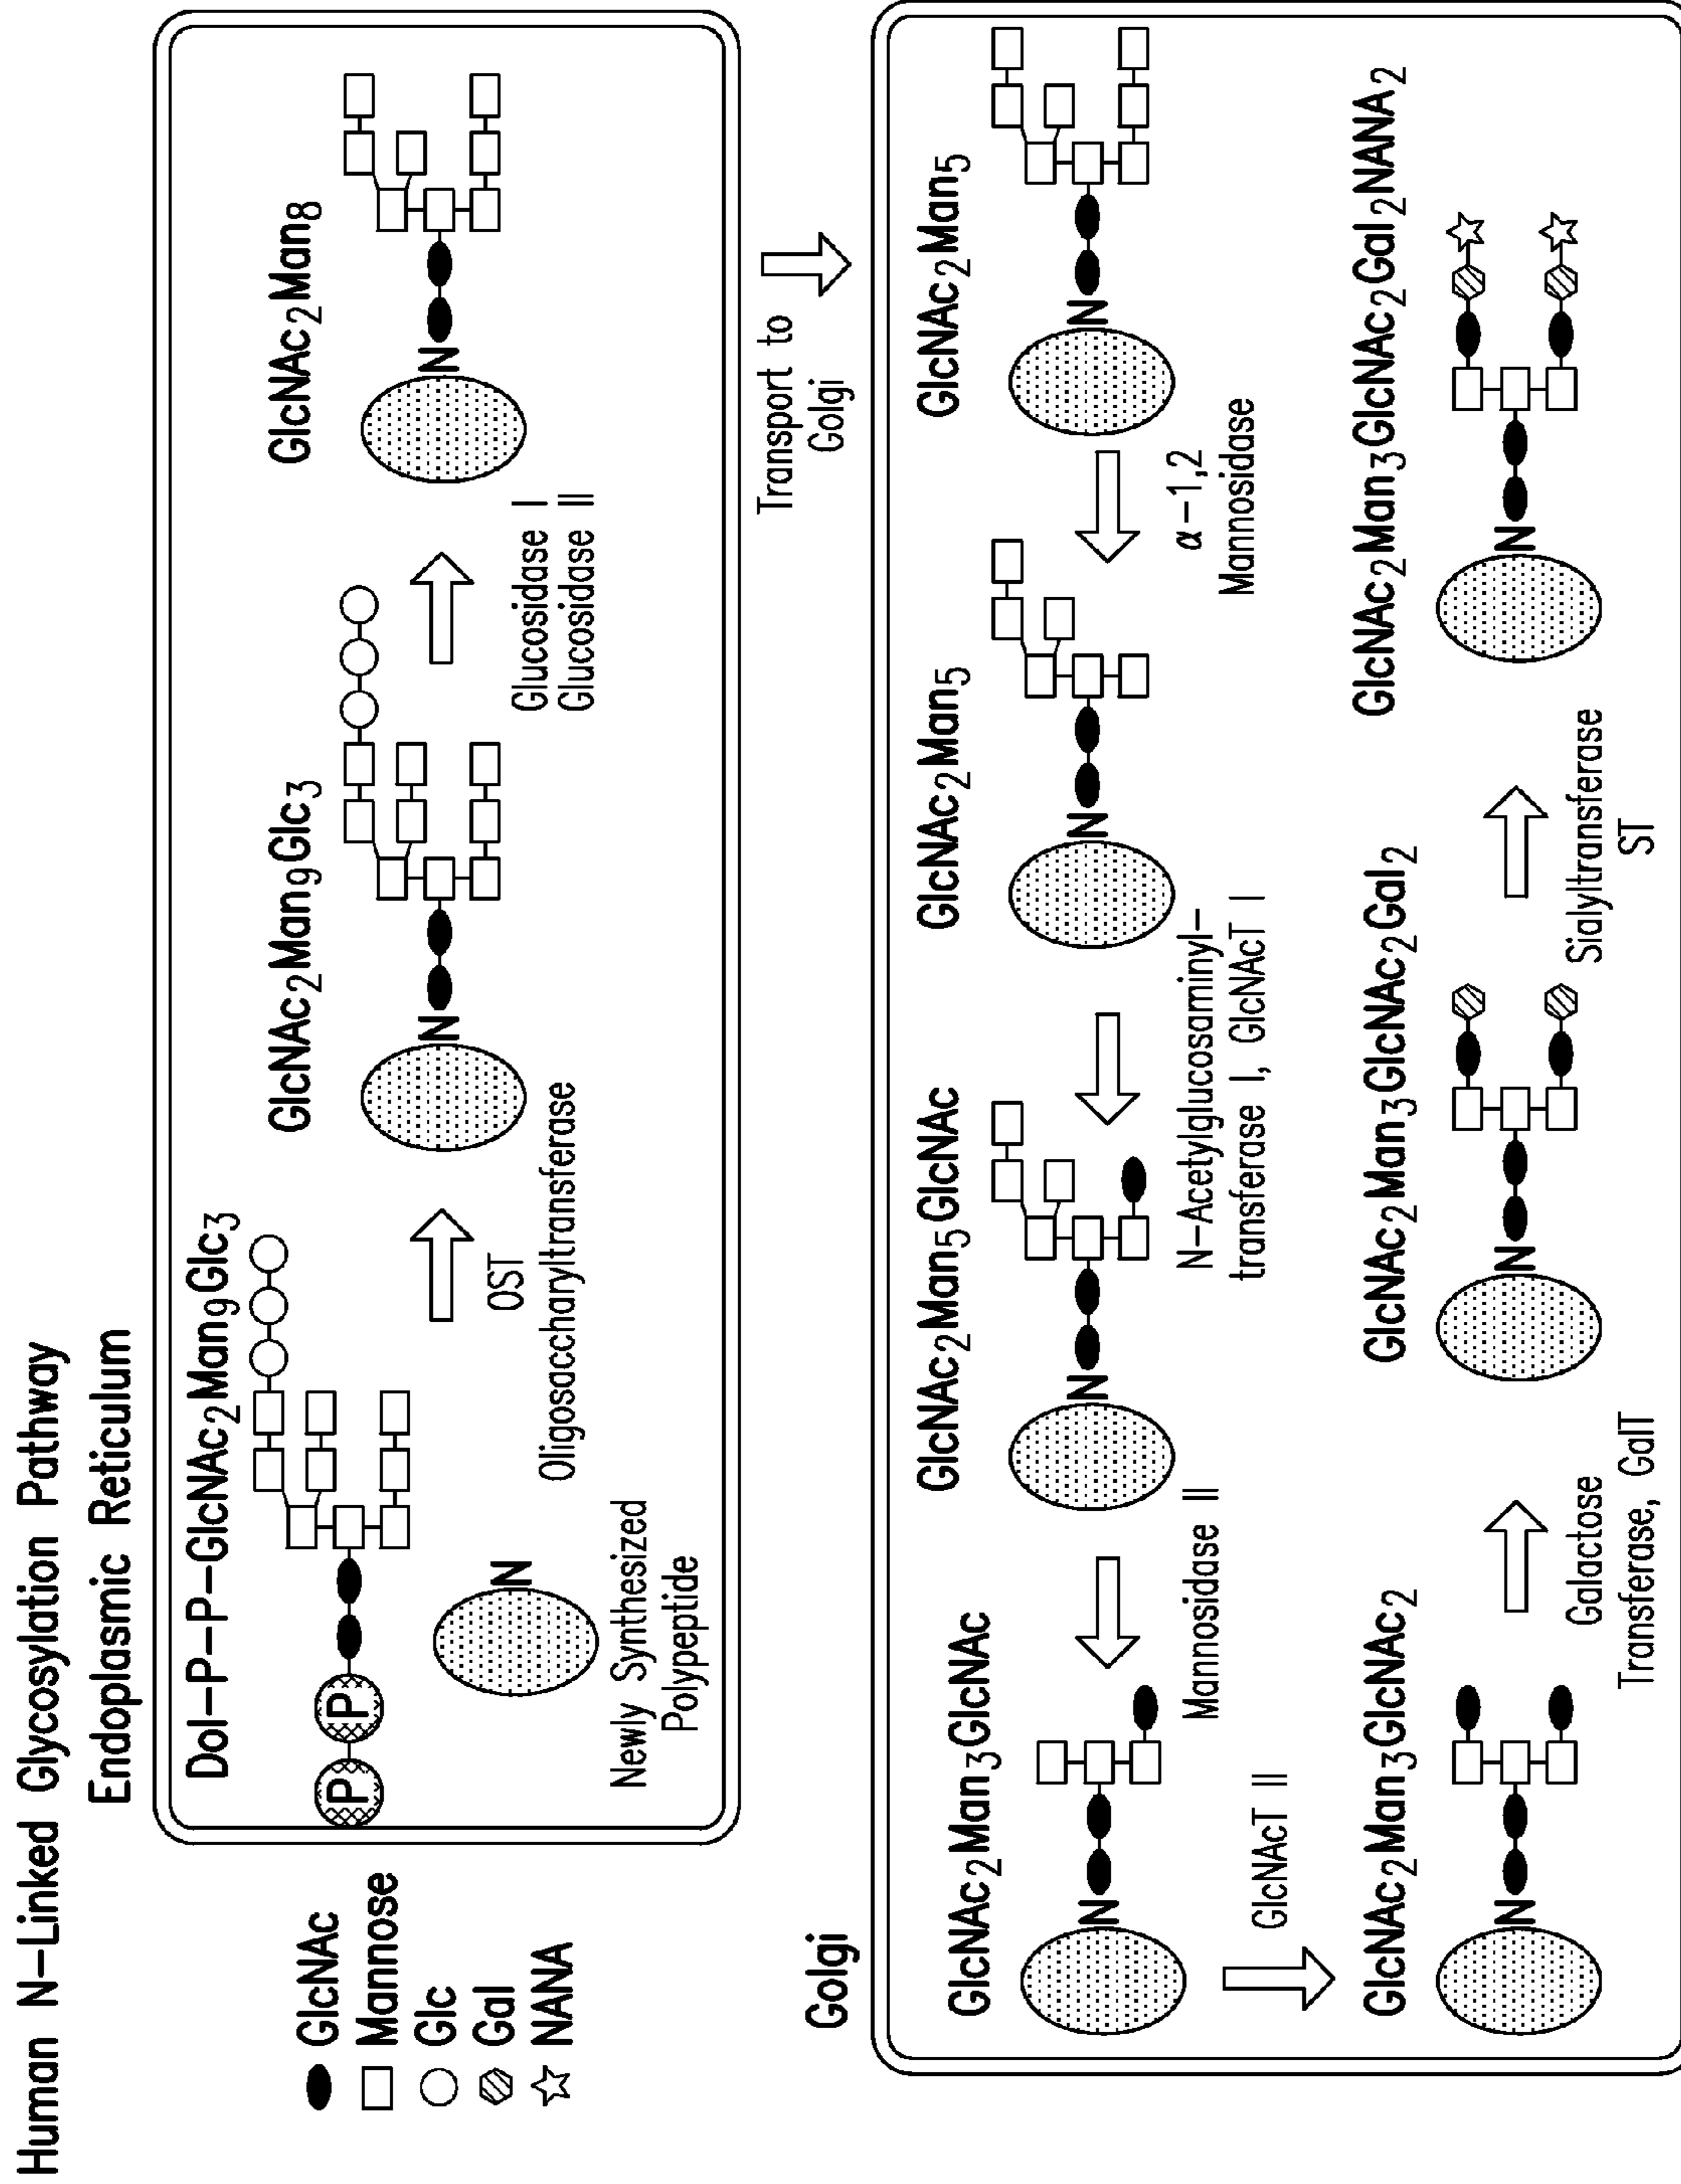 Human N-Linked Glycosylation Pathway
Endoplasmic Reticulum
GlcNAc
Mannose
Glc
Gal
NANA
Dol-P-P-GlcNAc2Man9Glc3
P P
N
Newly Synthesized
Polypeptide
OST
Oligosaccharyltransferase
GlcNAc2Man9Glc3
N
Glucosidase I
Glucosidase II
GlcNAc2Man8
N
Transport to
Golgi
Golgi
GlcNAc2Man5
N
α-1,2
Mannosidase
GlcNAc2Man5
N
N-Acetylglucosaminyl-
transferase I, GlcNAcT I
GlcNAc2Man5GlcNAc
N
Mannosidase II
GlcNAc2Man3GlcNAc
N
GlcNAcT II
GlcNAc2Man3GlcNAc2
N
Galactose
Transferase, GalT
GlcNAc2Man3GlcNAc2Gal2
N
Sialyltransferase
ST
GlcNAc2Man3GlcNAc2Gal2NANA2
N